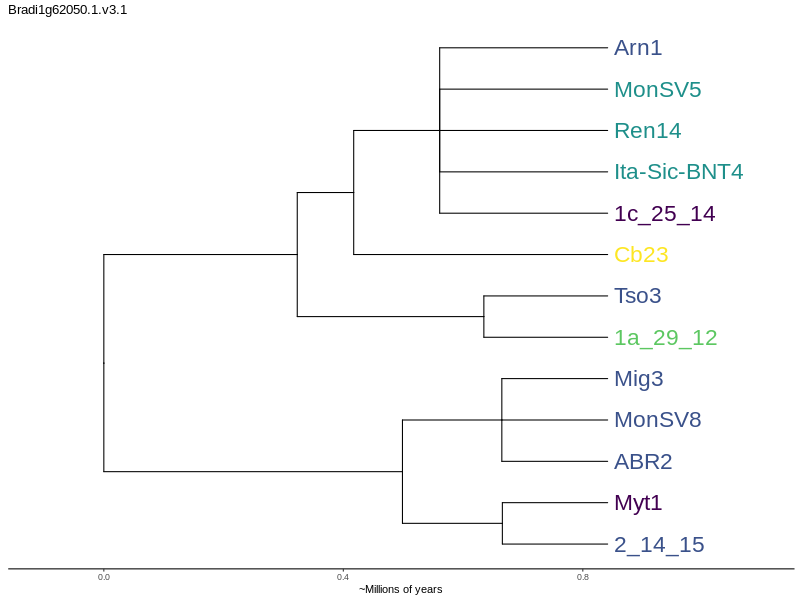 Bradi1g62050.1.v3.1
Arn1
MonSV5
Ren14
Ita-Sic-BNT4
1c_25_14
Cb23
Tso3
1a_29_12
Mig3
MonSV8
ABR2
Myt1
2_14_15
0.0 0.4 0.8
~Millions of years